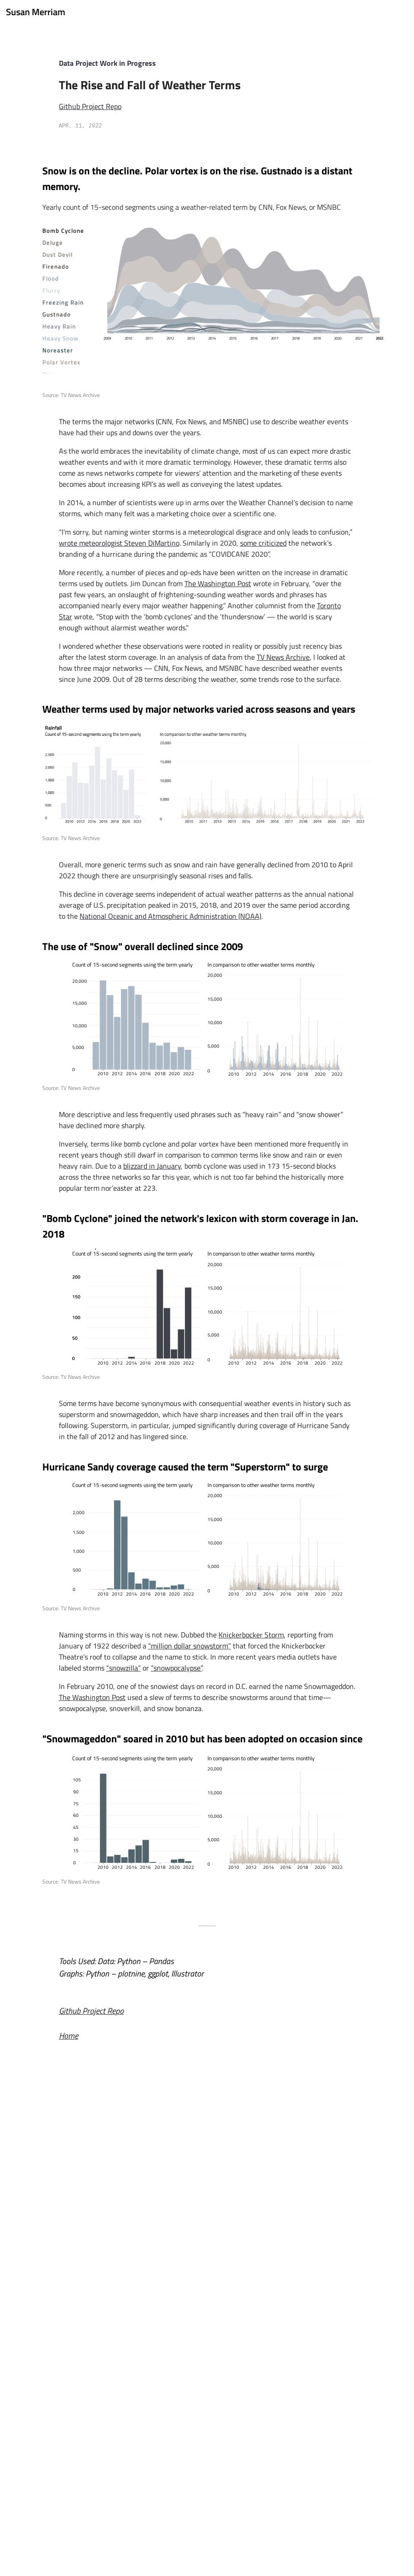 Susan Merriam
Data Project Work in Progress
The Rise and Fall of Weather Terms
Github Project Repo
APR. 11, 2022
Snow is on the decline. Polar vortex is on the rise. Gustnado is a distant
memory.
Yearly count of 15-second segments using a weather-related term by CNN, Fox News, or MSNBC
Bomb Cyclone
Deluge
Dust Devil
Firenado
Flood
Flurry
Freezing Rain
Gustnado
Heavy Rain
Heavy Snow
Noreaster
Polar Vortex
2009 2010 2011 2012 2013 2014 2015 2016 2017 2018 2019 2020 2021 2022
Source: TV News Archive
The terms the major networks (CNN, Fox News, and MSNBC) use to describe weather events
have had their ups and downs over the years.
As the world embraces the inevitability of climate change, most of us can expect more drastic
weather events and with it more dramatic terminology. However, these dramatic terms also
come as news networks compete for viewers' attention and the marketing of these events
becomes about increasing KPI's as well as conveying the latest updates.
In 2014, a number of scientists were up in arms over the Weather Channel's decision to name
storms, which many felt was a marketing choice over a scientific one.
"I'm sorry, but naming winter storms is a meteorological disgrace and only leads to confusion,"
wrote meteorologist Steven DiMartino. Similarly in 2020, some criticized the network's
branding of a hurricane during the pandemic as "COVIDCANE 2020".
More recently, a number of pieces and op-eds have been written on the increase in dramatic
terms used by outlets. Jim Duncan from The Washington Post wrote in February, "over the
past few years, an onslaught of frightening-sounding weather words and phrases has
accompanied nearly every major weather happening." Another columnist from the Toronto
Star wrote, "Stop with the 'bomb cyclones' and the 'thundersnow' — the world is scary
enough without alarmist weather words."
I wondered whether these observations were rooted in reality or possibly just recency bias
after the latest storm coverage. In an analysis of data from the TV News Archive, I looked at
how three major networks — CNN, Fox News, and MSNBC have described weather events
since June 2009. Out of 28 terms describing the weather, some trends rose to the surface.
Weather terms used by major networks varied across seasons and years
Rainfall
Count of 15-second segments using the term yearly
In comparison to other weather terms monthly
2,500
2,000
1,500
1,000
500
0
2010 2012 2014 2016 2018 2020 2022
20,000
15,000
10,000
5,000
0
2010 2011 2012 2013 2014 2015 2016 2017 2018 2019 2020 2021 2022
Source: TV News Archive
Overall, more generic terms such as snow and rain have generally declined from 2010 to April
2022 though there are unsurprisingly seasonal rises and falls.
This decline in coverage seems independent of actual weather patterns as the annual national
average of U.S. precipitation peaked in 2015, 2018, and 2019 over the same period according
to the National Oceanic and Atmospheric Administration (NOAA).
The use of "Snow" overall declined since 2009
Count of 15-second segments using the term yearly
In comparison to other weather terms monthly
20,000
15,000
10,000
5,000
0
2010 2012 2014 2016 2018 2020 2022
20,000
15,000
10,000
5,000
0
2010 2012 2014 2016 2018 2020 2022
Source: TV News Archive
More descriptive and less frequently used phrases such as "heavy rain" and "snow shower"
have declined more sharply.
Inversely, terms like bomb cyclone and polar vortex have been mentioned more frequently in
recent years though still dwarf in comparison to common terms like snow and rain or even
heavy rain. Due to a blizzard in January, bomb cyclone was used in 173 15-second blocks
across the three networks so far this year, which is not too far behind the historically more
popular term nor'easter at 223.
"Bomb Cyclone" joined the network's lexicon with storm coverage in Jan.
2018
Count of 15-second segments using the term yearly
In comparison to other weather terms monthly
200
150
100
50
0
2010 2012 2014 2016 2018 2020 2022
20,000
15,000
10,000
5,000
0
2010 2012 2014 2016 2018 2020 2022
Source: TV News Archive
Some terms have become synonymous with consequential weather events in history such as
superstorm and snowmageddon, which have sharp increases and then trail off in the years
following. Superstorm, in particular, jumped significantly during coverage of Hurricane Sandy
in the fall of 2012 and has lingered since.
Hurricane Sandy coverage caused the term "Superstorm" to surge
Count of 15-second segments using the term yearly
In comparison to other weather terms monthly
2,000
1,500
1,000
500
0
2010 2012 2014 2016 2018 2020 2022
20,000
15,000
10,000
5,000
0
2010 2012 2014 2016 2018 2020 2022
Source: TV News Archive
Naming storms in this way is not new. Dubbed the Knickerbocker Storm, reporting from
January of 1922 described a "million dollar snowstorm" that forced the Knickerbocker
Theatre's roof to collapse and the name to stick. In more recent years media outlets have
labeled storms "snowzilla" or "snowpocalypse".
In February 2010, one of the snowiest days on record in D.C. earned the name Snowmageddon.
The Washington Post used a slew of terms to describe snowstorms around that time—
snowpocalypse, snoverkill, and snow bonanza.
"Snowmageddon" soared in 2010 but has been adopted on occasion since
Count of 15-second segments using the term yearly
In comparison to other weather terms monthly
105
90
75
60
45
30
15
0
2010 2012 2014 2016 2018 2020 2022
20,000
15,000
10,000
5,000
0
2010 2012 2014 2016 2018 2020 2022
Source: TV News Archive
Tools Used: Data: Python – Pandas
Graphs: Python – plotnine, ggplot, Illustrator
Github Project Repo
Home